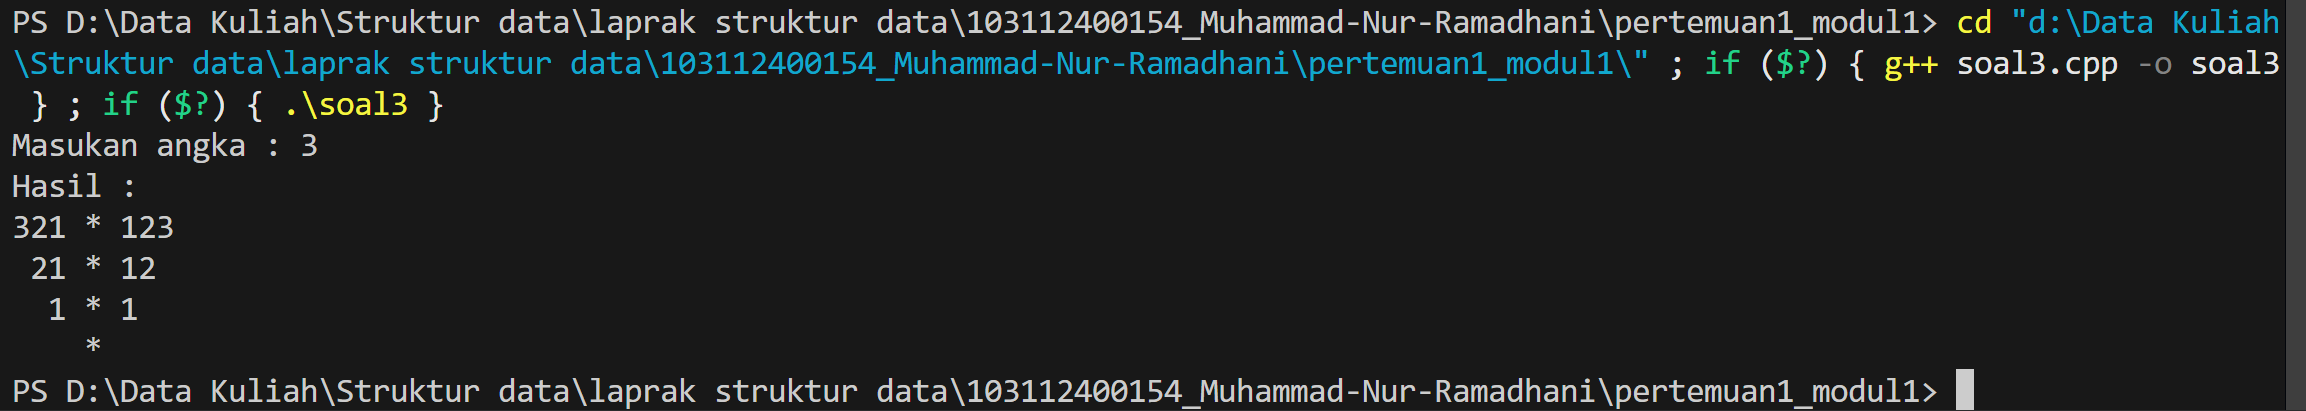 PS D:\Data Kuliah\Struktur data\laprak struktur data\103112400154_Muhammad-Nur-Ramadhani\pertemuan1_modul1> cd "d:\Data Kuliah
\Struktur data\laprak struktur data\103112400154_Muhammad-Nur-Ramadhani\pertemuan1_modul1\" ; if ($?) { g++ soal3.cpp -o soal3
 } ; if ($?) { .\soal3 }
Masukan angka : 3
Hasil :
321 * 123
 21 * 12
  1 * 1
    *
PS D:\Data Kuliah\Struktur data\laprak struktur data\103112400154_Muhammad-Nur-Ramadhani\pertemuan1_modul1>